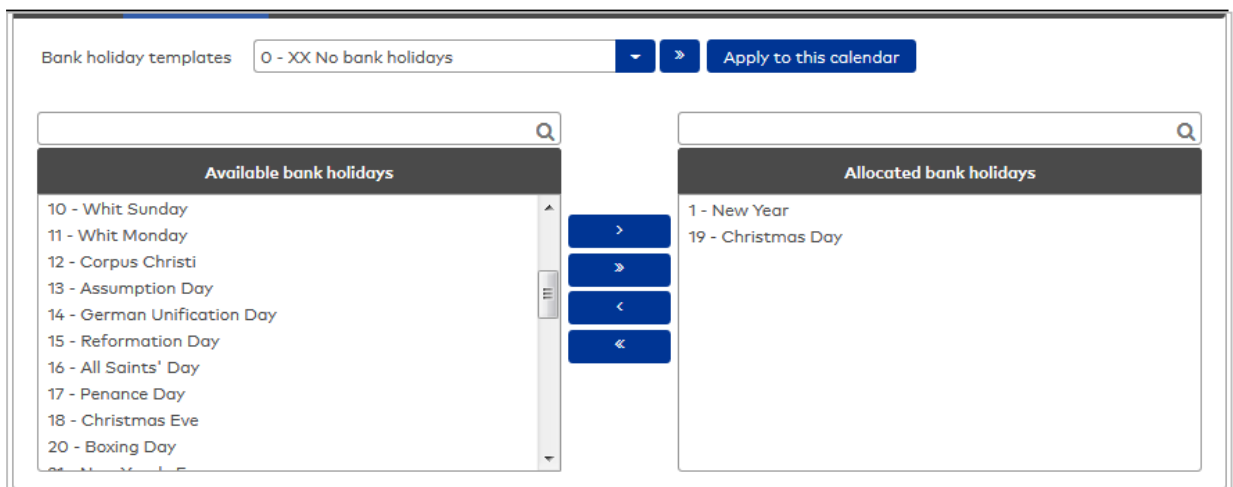 Bank holiday templates 0 - XX No bank holidays » Apply to this calendar
Available bank holidays
10 - Whit Sunday
11 - Whit Monday
12 - Corpus Christi
13 - Assumption Day
14 - German Unification Day
15 - Reformation Day
16 - All Saints' Day
17 - Penance Day
18 - Christmas Eve
20 - Boxing Day
>
»
<
«
Allocated bank holidays
1 - New Year
19 - Christmas Day